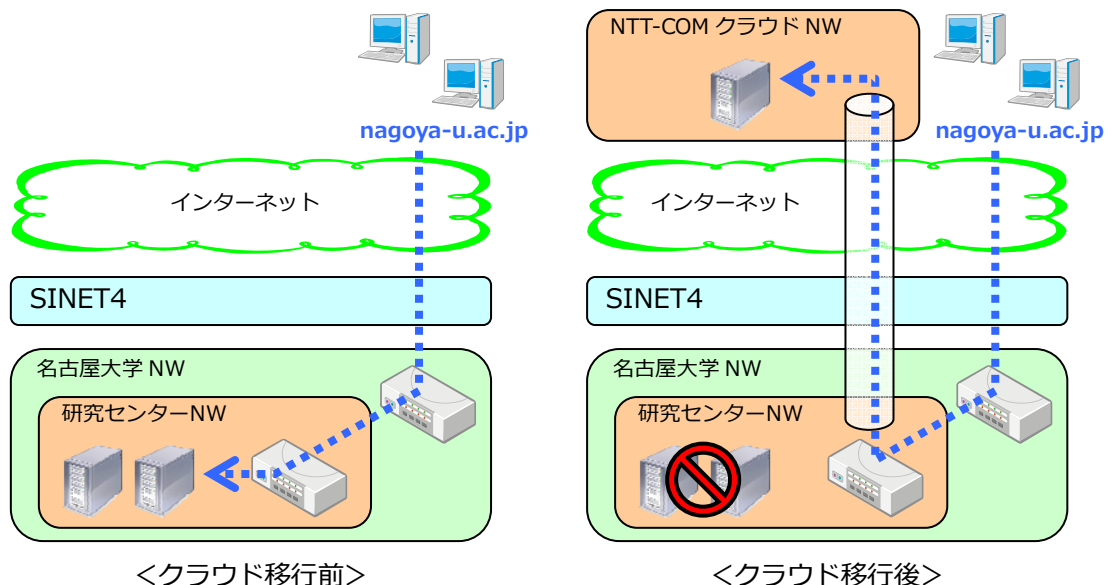 nagoya-u.ac.jp
インターネット
SINET4
名古屋大学 NW
研究センターNW
＜クラウド移行前＞
NTT-COM クラウド NW
nagoya-u.ac.jp
インターネット
SINET4
名古屋大学 NW
研究センターNW
＜クラウド移行後＞